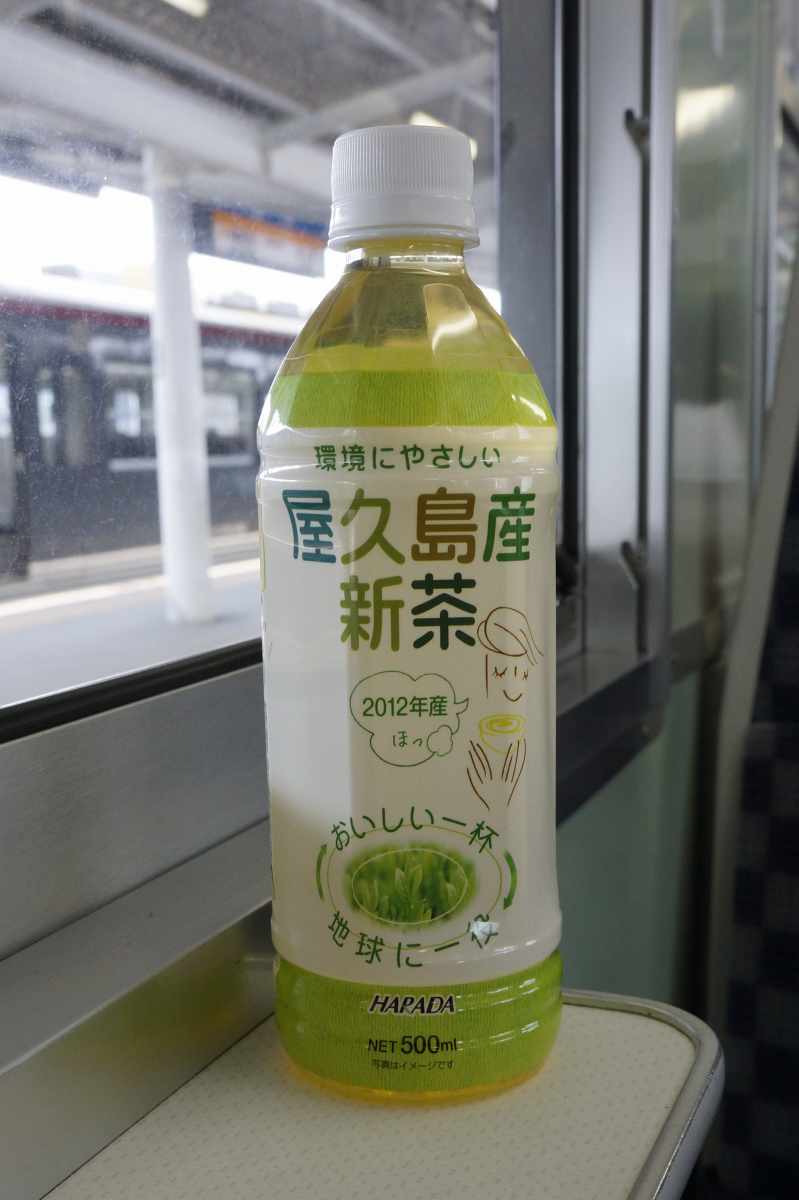 環境にやさしい
屋久島産
新茶
2012年産
ほっ
おいしい一杯
地球に一役
HARADA
NET 500ml
写真はイメージです